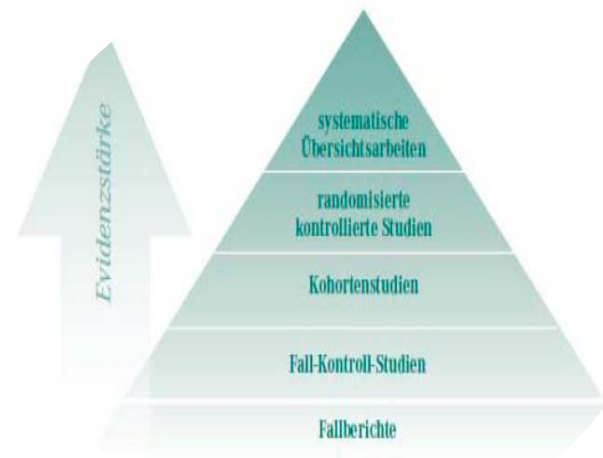 Evidenzstärke
systematische
Übersichtsarbeiten
randomisierte
kontrollierte Studien
Kohortenstudien
Fall-Kontroll-Studien
Fallberichte